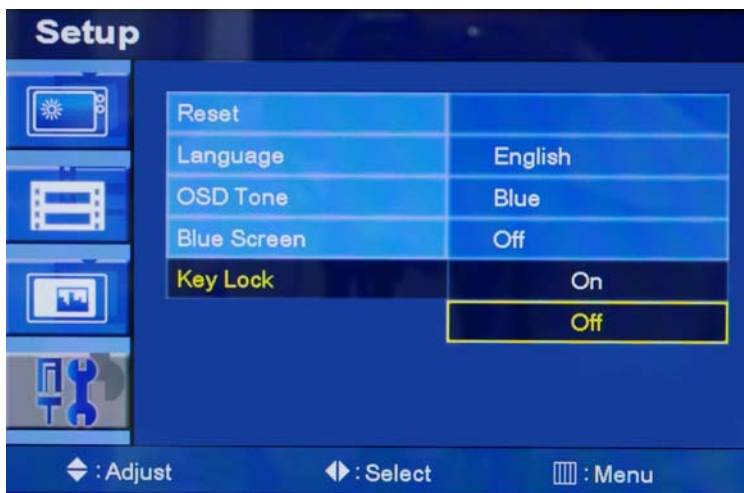 Setup
Reset
Language English
OSD Tone Blue
Blue Screen Off
Key Lock On
Off
: Adjust : Select : Menu